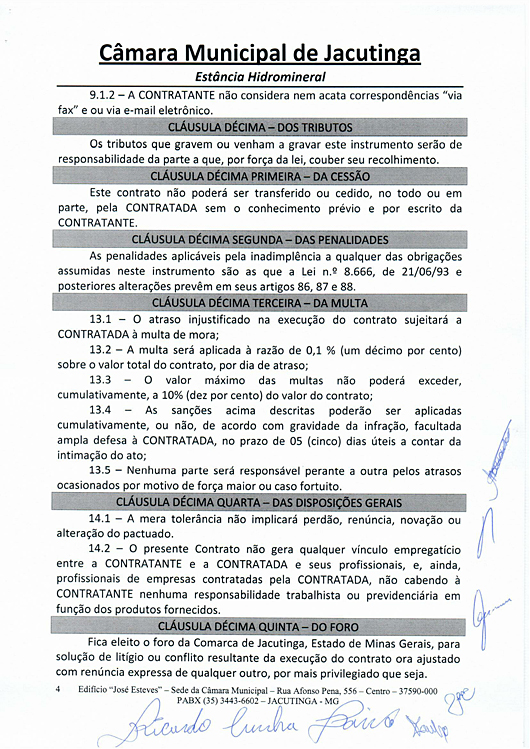 Câmara Municipal de Jacutinga
Estância Hidromineral
9.1.2 – A CONTRATANTE não considera nem acata correspondências “via
fax” e ou via e-mail eletrônico.
CLÁUSULA DÉCIMA – DOS TRIBUTOS
Os tributos que gravem ou venham a gravar este instrumento serão de
responsabilidade da parte a que, por força da lei, couber seu recolhimento.
CLÁUSULA DÉCIMA PRIMEIRA – DA CESSÃO
Este contrato não poderá ser transferido ou cedido, no todo ou em
parte, pela CONTRATADA sem o conhecimento prévio e por escrito da
CONTRATANTE.
CLÁUSULA DÉCIMA SEGUNDA – DAS PENALIDADES
As penalidades aplicáveis pela inadimplência a qualquer das obrigações
assumidas neste instrumento são as que a Lei n.º 8.666, de 21/06/93 e
posteriores alterações prevêm em seus artigos 86, 87 e 88.
CLÁUSULA DÉCIMA TERCEIRA – DA MULTA
13.1 – O atraso injustificado na execução do contrato sujeitará a
CONTRATADA à multa de mora;
13.2 – A multa será aplicada à razão de 0,1 % (um décimo por cento)
sobre o valor total do contrato, por dia de atraso;
13.3 – O valor máximo das multas não poderá exceder,
cumulativamente, a 10% (dez por cento) do valor do contrato;
13.4 – As sanções acima descritas poderão ser aplicadas
cumulativamente, ou não, de acordo com gravidade da infração, facultada
ampla defesa à CONTRATADA, no prazo de 05 (cinco) dias úteis a contar da
intimação do ato;
13.5 – Nenhuma parte será responsável perante a outra pelos atrasos
ocasionados por motivo de força maior ou caso fortuito.
CLÁUSULA DÉCIMA QUARTA – DAS DISPOSIÇÕES GERAIS
14.1 – A mera tolerância não implicará perdão, renúncia, novação ou
alteração do pactuado.
14.2 – O presente Contrato não gera qualquer vínculo empregatício
entre a CONTRATANTE e a CONTRATADA e seus profissionais, e, ainda,
profissionais de empresas contratadas pela CONTRATADA, não cabendo à
CONTRATANTE nenhuma responsabilidade trabalhista ou previdenciária em
função dos produtos fornecidos.
CLÁUSULA DÉCIMA QUINTA - DO FORO
Fica eleito o foro da Comarca de Jacutinga, Estado de Minas Gerais, para
solução de litígio ou conflito resultante da execução do contrato ora ajustado
com renúncia expressa de qualquer outro, por mais privilegiado que seja.
4 Edifício “José Esteves” – Sede da Câmara Municipal – Rua Afonso Pena, 556 – Centro – 37590-000
PABX (35) 3443-6602 – JACUTINGA - MG
Ricardo Cunha